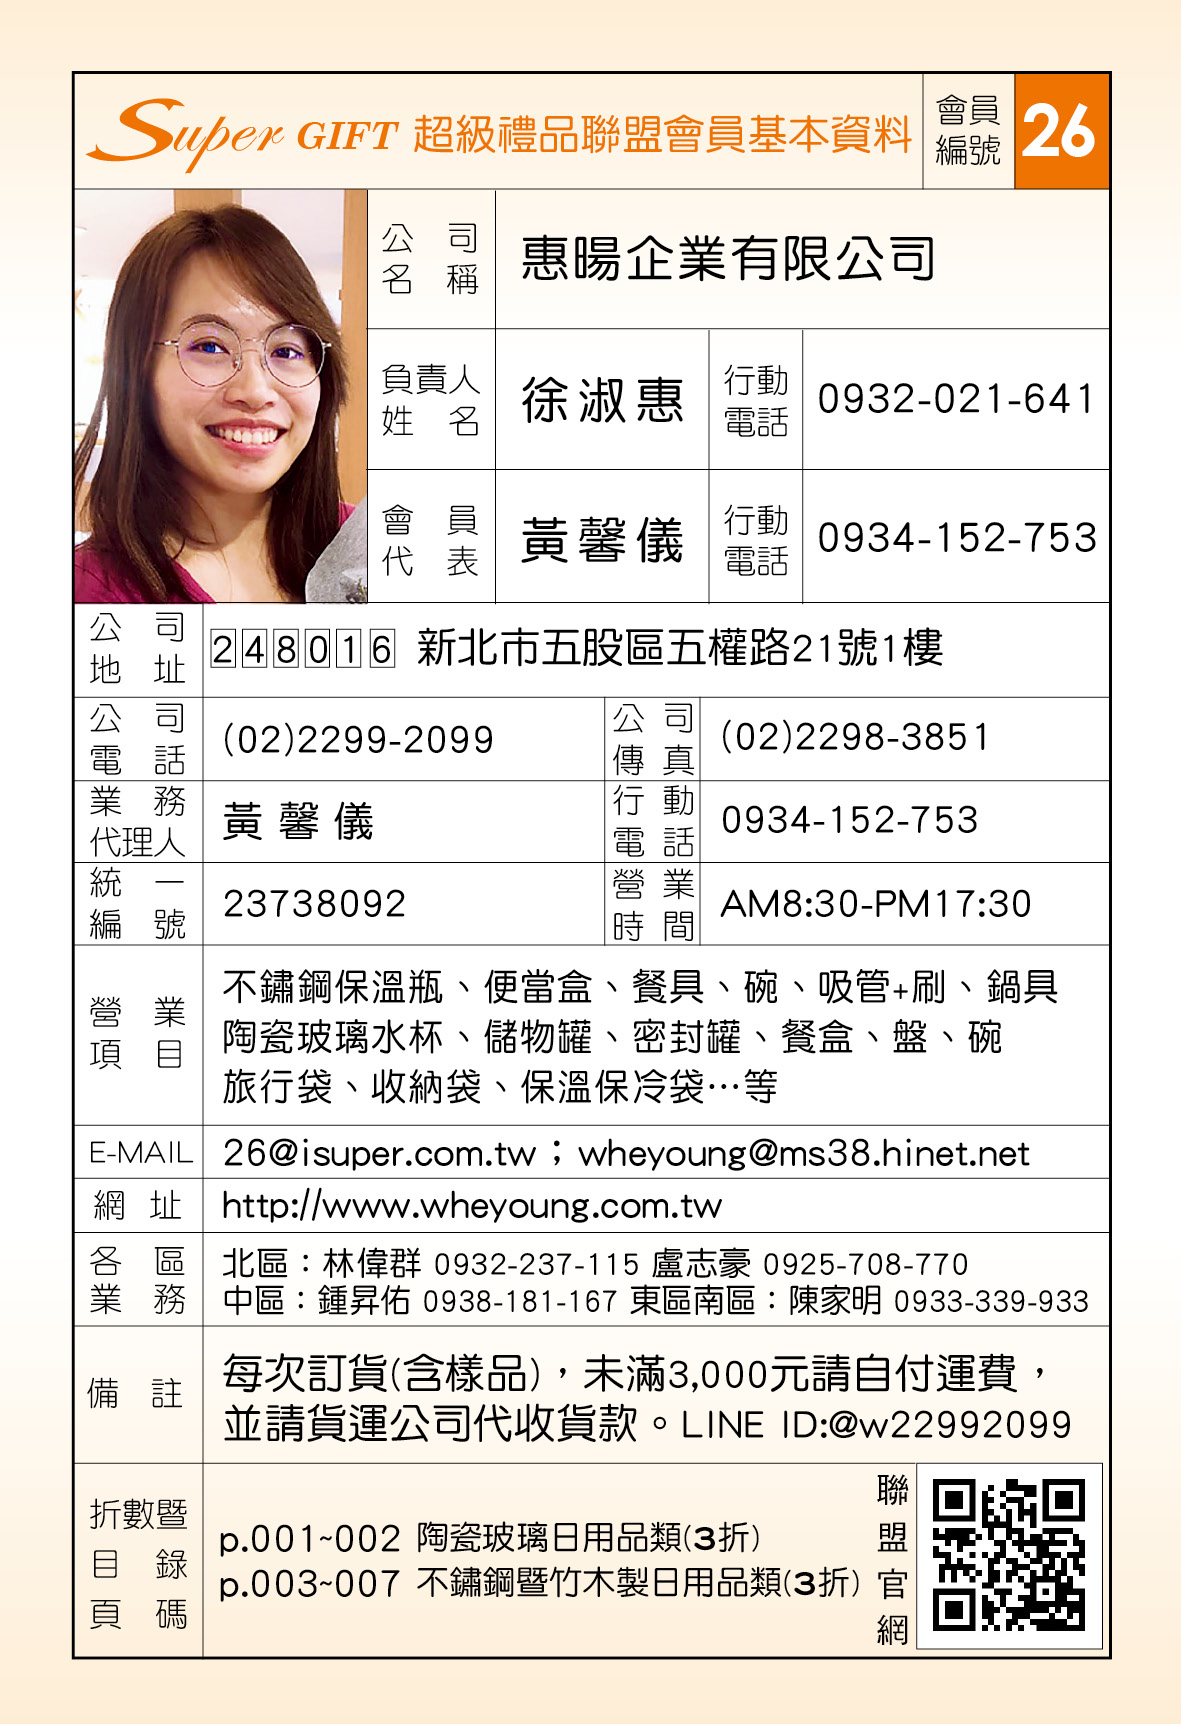 Super GIFT 超級禮品聯盟會員基本資料 會員編號 26
公司名稱 惠暘企業有限公司
負責人姓名 徐淑惠 行動電話 0932-021-641
會員代表 黃馨儀 行動電話 0934-152-753
公司地址 248016 新北市五股區五權路21號1樓
公司電話 (02)2299-2099 公司傳真 (02)2298-3851
業務代理人 黃馨儀 行動電話 0934-152-753
統一編號 23738092 營業時間 AM8:30-PM17:30
營業項目 不鏽鋼保溫瓶、便當盒、餐具、碗、吸管+刷、鍋具
陶瓷玻璃水杯、儲物罐、密封罐、餐盒、盤、碗
旅行袋、收納袋、保溫保冷袋⋯等
E-MAIL 26@isuper.com.tw；wheyoung@ms38.hinet.net
網址 http://www.wheyoung.com.tw
各區業務 北區：林偉群 0932-237-115 盧志豪 0925-708-770
中區：鍾昇佑 0938-181-167 東區南區：陳家明 0933-339-933
備註 每次訂貨(含樣品)，未滿3,000元請自付運費，
並請貨運公司代收貨款。LINE ID:@w22992099
折數暨目錄頁碼 p.001~002 陶瓷玻璃日用品類(3折)
p.003~007 不鏽鋼暨竹木製日用品類(3折)
聯盟官網